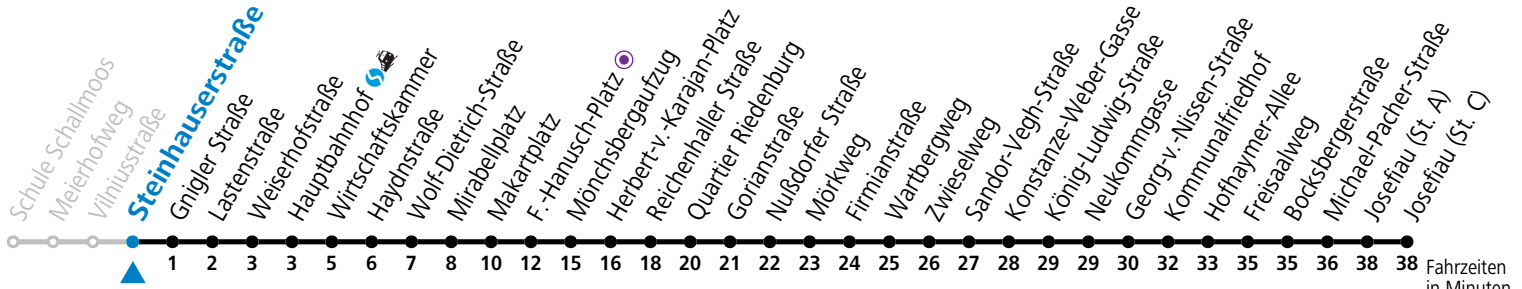 Schule Schallmoos
Meierhofweg
Vilniusstraße
Steinhauserstraße
Gnigler Straße
Lastenstraße
Weiserhofstraße
Hauptbahnhof
Wirtschaftskammer
Haydnstraße
Wolf-Dietrich-Straße
Mirabellplatz
Makartplatz
F.-Hanusch-Platz
Mönchsbergaufzug
Herbert-v.-Karajan-Platz
Reichenhaller Straße
Quartier Riedenburg
Gorianstraße
Nußdorfer Straße
Mörkweg
Firmianstraße
Wartbergweg
Zwieselweg
Sandor-Vegh-Straße
Konstanze-Weber-Gasse
König-Ludwig-Straße
Neukommgasse
Georg-v.-Nissen-Straße
Kommunalfriedhof
Hofhaymer-Allee
Freisaalweg
Bocksbergerstraße
Michael-Pacher-Straße
Josefiau (St. A)
Josefiau (St. C)
1 2 3 3 5 6 7 8 10 12 15 16 18 20 21 22 23 24 25 26 27 28 29 29 30 32 33 35 35 36 38 38
Fahrzeiten
in Minuten